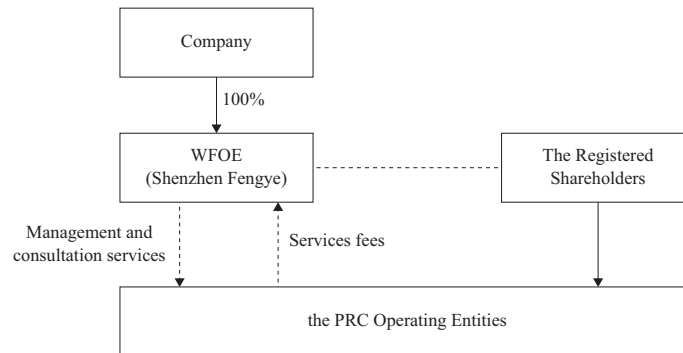 Company
100%
WFOE
(Shenzhen Fengye)
The Registered
Shareholders
Management and
consultation services
Services fees
the PRC Operating Entities